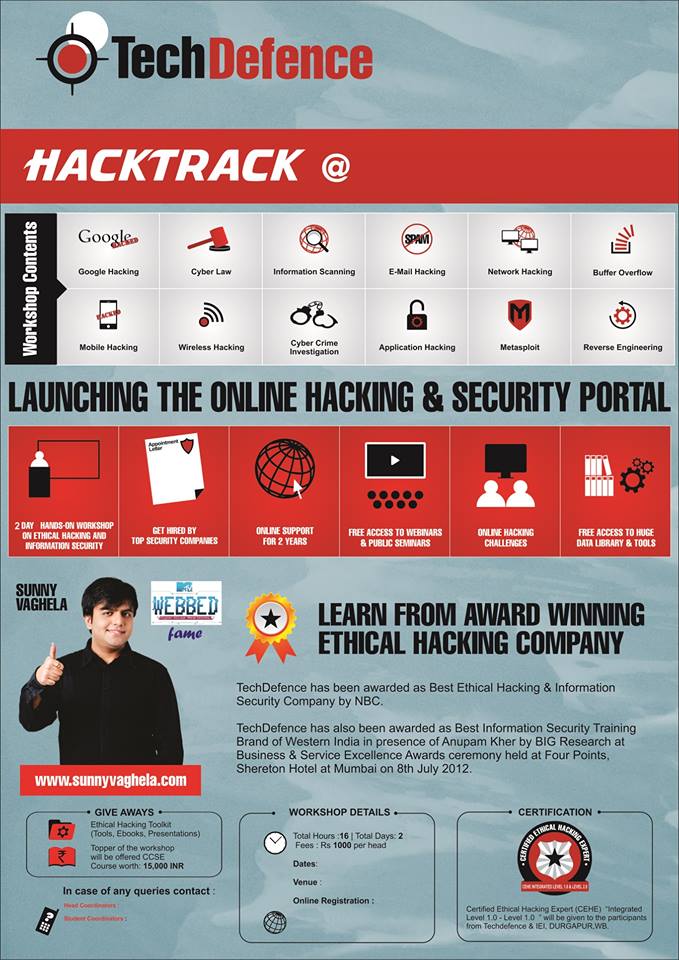 TechDefence
HACKTRACK @
Workshop Contents
Google
HACKED
Google Hacking
Cyber Law
Information Scanning
SPAM
E-Mail Hacking
Network Hacking
Buffer Overflow
HACKED
Mobile Hacking
Wireless Hacking
Cyber Crime
Investigation
Application Hacking
M
Metasploit
Reverse Engineering
LAUNCHING THE ONLINE HACKING & SECURITY PORTAL
2 DAY HANDS-ON WORKSHOP
ON ETHICAL HACKING AND
INFORMATION SECURITY
Appointment
Letter
GET HIRED BY
TOP SECURITY COMPANIES
ONLINE SUPPORT
FOR 2 YEARS
FREE ACCESS TO WEBINARS
& PUBLIC SEMINARS
ONLINE HACKING
CHALLENGES
FREE ACCESS TO HUGE
DATA LIBRARY & TOOLS
SUNNY
VAGHELA
MTV
WEBBED
fame
www.sunnyvaghela.com
LEARN FROM AWARD WINNING
ETHICAL HACKING COMPANY
TechDefence has been awarded as Best Ethical Hacking & Information
Security Company by NBC.
TechDefence has also been awarded as Best Information Security Training
Brand of Western India in presence of Anupam Kher by BIG Research at
Business & Service Excellence Awards ceremony held at Four Points,
Shereton Hotel at Mumbai on 8th July 2012.
GIVE AWAYS
Ethical Hacking Toolkit
(Tools, Ebooks, Presentations)
₹
Topper of the workshop
will be offered CCSE
Course worth: 15,000 INR
In case of any queries contact :
Head Coordinators :
Student Coordinators :
WORKSHOP DETAILS
Total Hours :16 | Total Days: 2
Fees : Rs 1000 per head
Dates:
Venue :
Online Registration :
CERTIFICATION
CERTIFIED ETHICAL HACKING EXPERT
CEHE INTEGRATED LEVEL 1.0 & LEVEL 2.0
Certified Ethical Hacking Expert (CEHE) "Integrated
Level 1.0 - Level 1.0 " will be given to the participants
from Techdefence & IEI, DURGAPUR,WB.